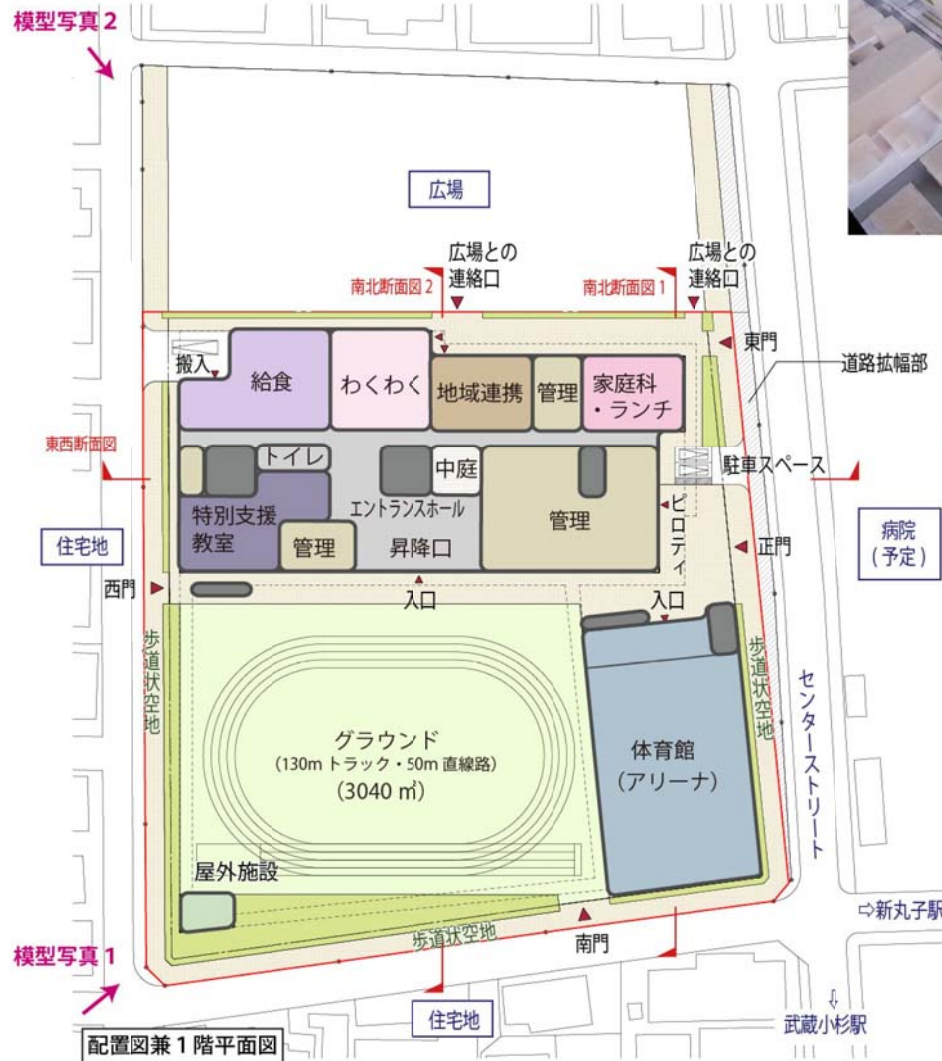 模型写真2
広場
広場との
連絡口
広場との
連絡口
南北断面図2
南北断面図1
東門
道路拡幅部
搬入
給食
わくわく
地域連携
管理
家庭科
・ランチ
東西断面図
トイレ
中庭
駐車スペース
特別支援
教室
エントランスホール
管理
ピロティ
管理
昇降口
住宅地
正門
病院
(予定)
西門
入口
入口
歩道状空地
歩道状空地
センターストリート
グラウンド
(130mトラック・50m直線路)
(3040㎡)
体育館
(アリーナ)
屋外施設
⇨新丸子駅
歩道状空地
南門
模型写真1
住宅地
⇩
武蔵小杉駅
配置図兼1階平面図